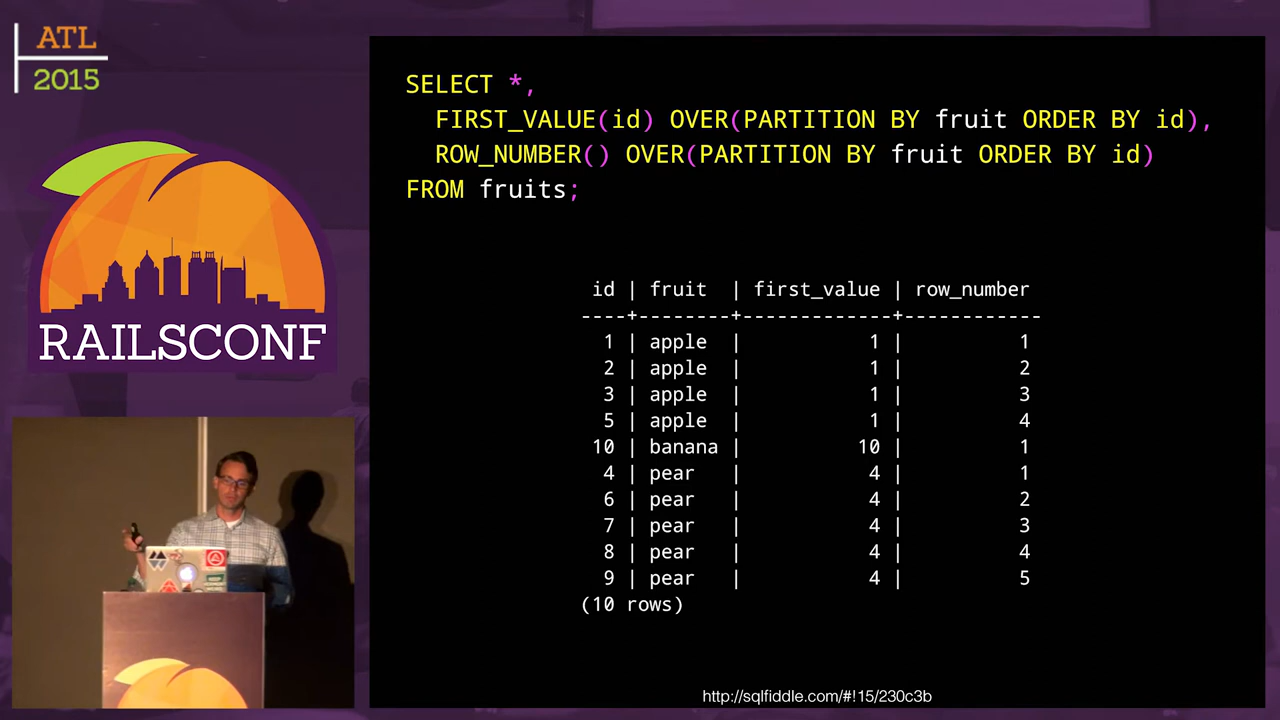 ATL
2015
RAILSCONF
SELECT *,
  FIRST_VALUE(id) OVER(PARTITION BY fruit ORDER BY id),
  ROW_NUMBER() OVER(PARTITION BY fruit ORDER BY id)
FROM fruits;
 id | fruit  | first_value | row_number
----+--------+-------------+------------
  1 | apple  |           1 |          1
  2 | apple  |           1 |          2
  3 | apple  |           1 |          3
  5 | apple  |           1 |          4
 10 | banana |          10 |          1
  4 | pear   |           4 |          1
  6 | pear   |           4 |          2
  7 | pear   |           4 |          3
  8 | pear   |           4 |          4
  9 | pear   |           4 |          5
(10 rows)
http://sqlfiddle.com/#!15/230c3b